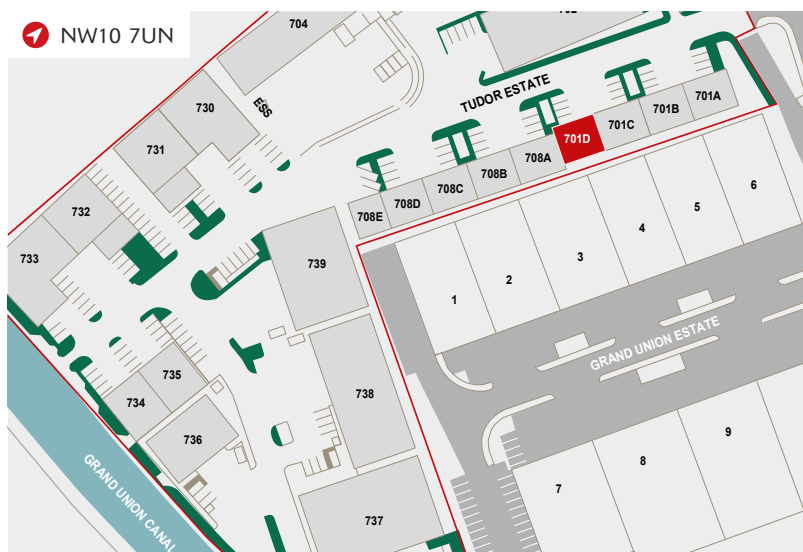 NW10 7UN
704
ESS
730
731
732
733
TUDOR ESTATE
701A
701B
701C
701D
708A
708B
708C
708D
708E
739
735
734
736
738
737
1
2
3
4
5
6
GRAND UNION ESTATE
7
8
9
GRAND UNION CANAL